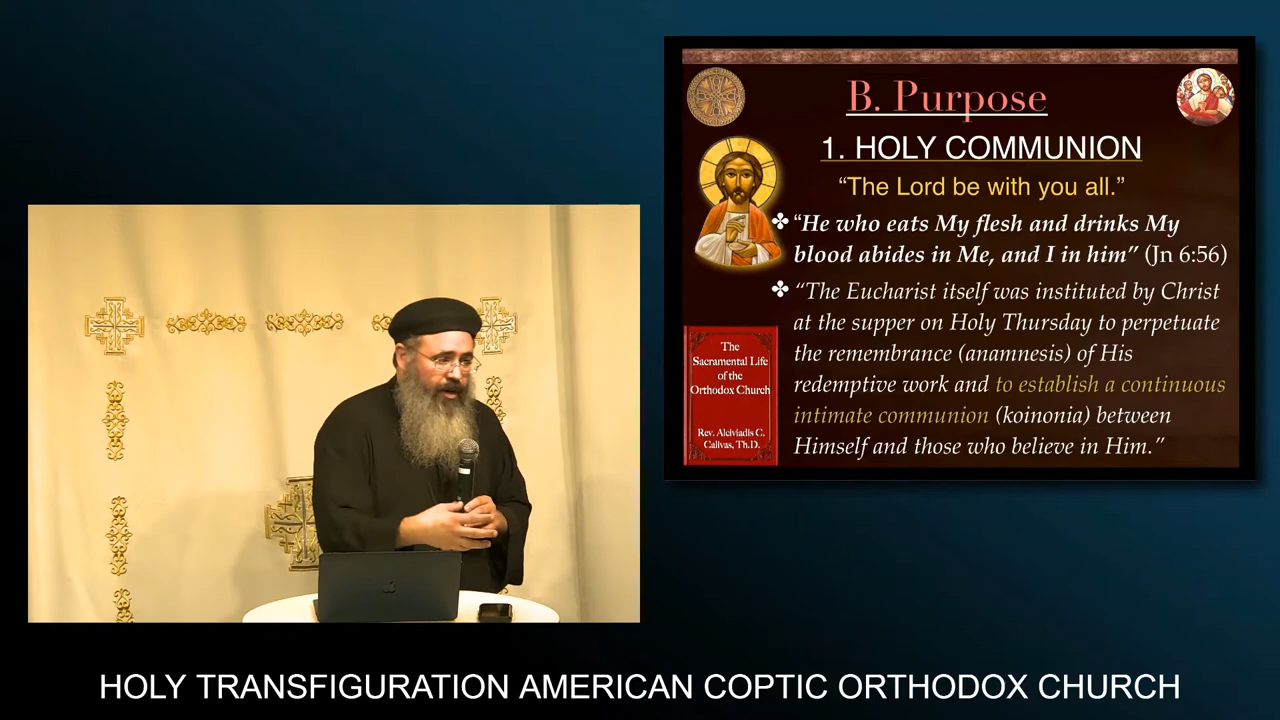 B. Purpose
1. HOLY COMMUNION
“The Lord be with you all.”
“He who eats My flesh and drinks My
blood abides in Me, and I in him” (Jn 6:56)
“The Eucharist itself was instituted by Christ
at the supper on Holy Thursday to perpetuate
the remembrance (anamnesis) of His
redemptive work and to establish a continuous
intimate communion (koinonia) between
Himself and those who believe in Him.”
The
Sacramental Life
of the
Orthodox Church
Rev. Alciviadis C.
Calivas, Th.D.
HOLY TRANSFIGURATION AMERICAN COPTIC ORTHODOX CHURCH